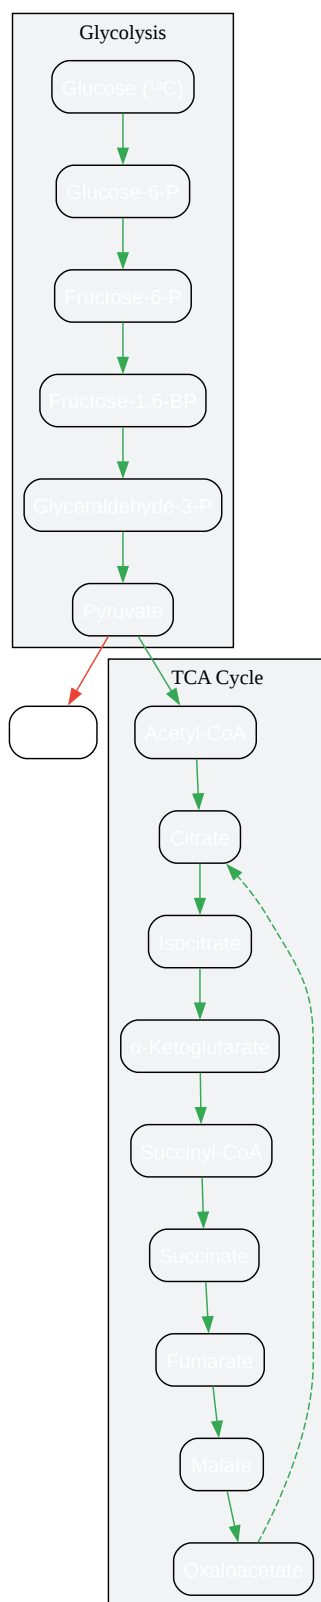 Glycolysis
Glucose (¹³C)
Glucose-6-P
Fructose-6-P
Fructose-1,6-BP
Glyceraldehyde-3-P
Pyruvate
TCA Cycle
Acetyl-CoA
Citrate
Isocitrate
α-Ketoglutarate
Succinyl-CoA
Succinate
Fumarate
Malate
Oxaloacetate